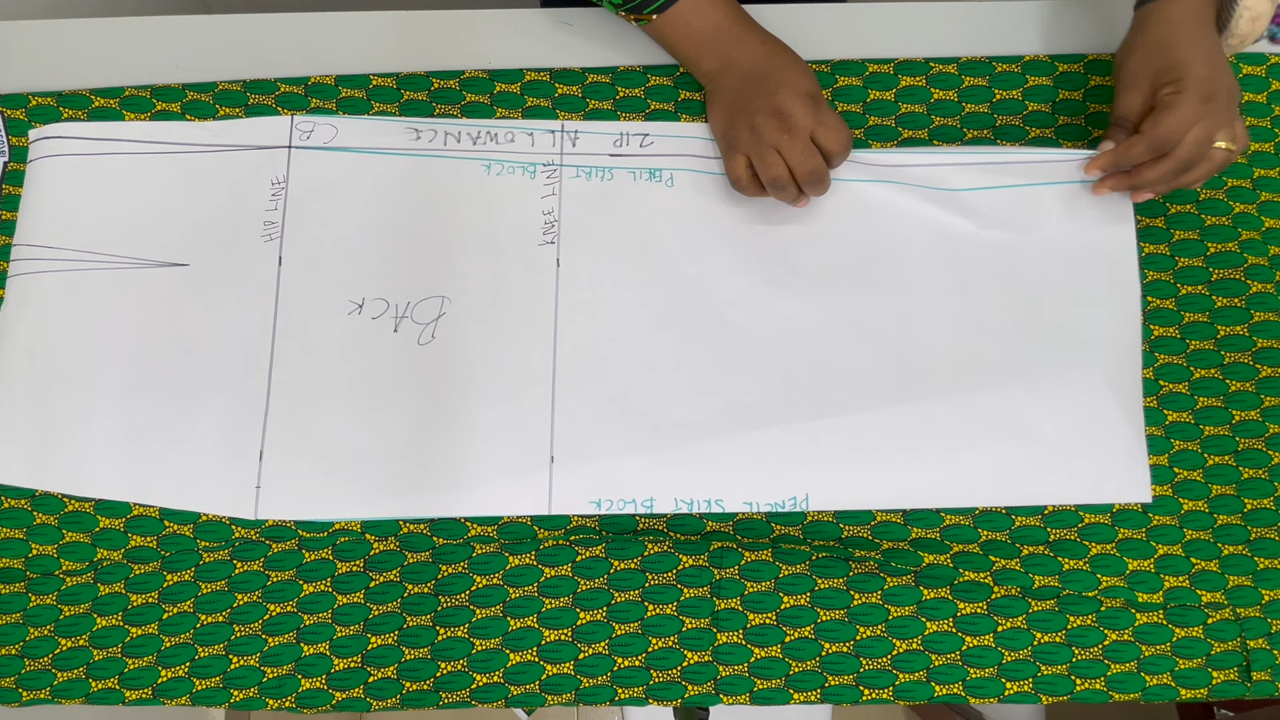 ZIP ALLOWANCE CB
PENCIL SKIRT BLOCK
HIP LINE
KNEE LINE
BACK
PENCIL SKIRT BLOCK